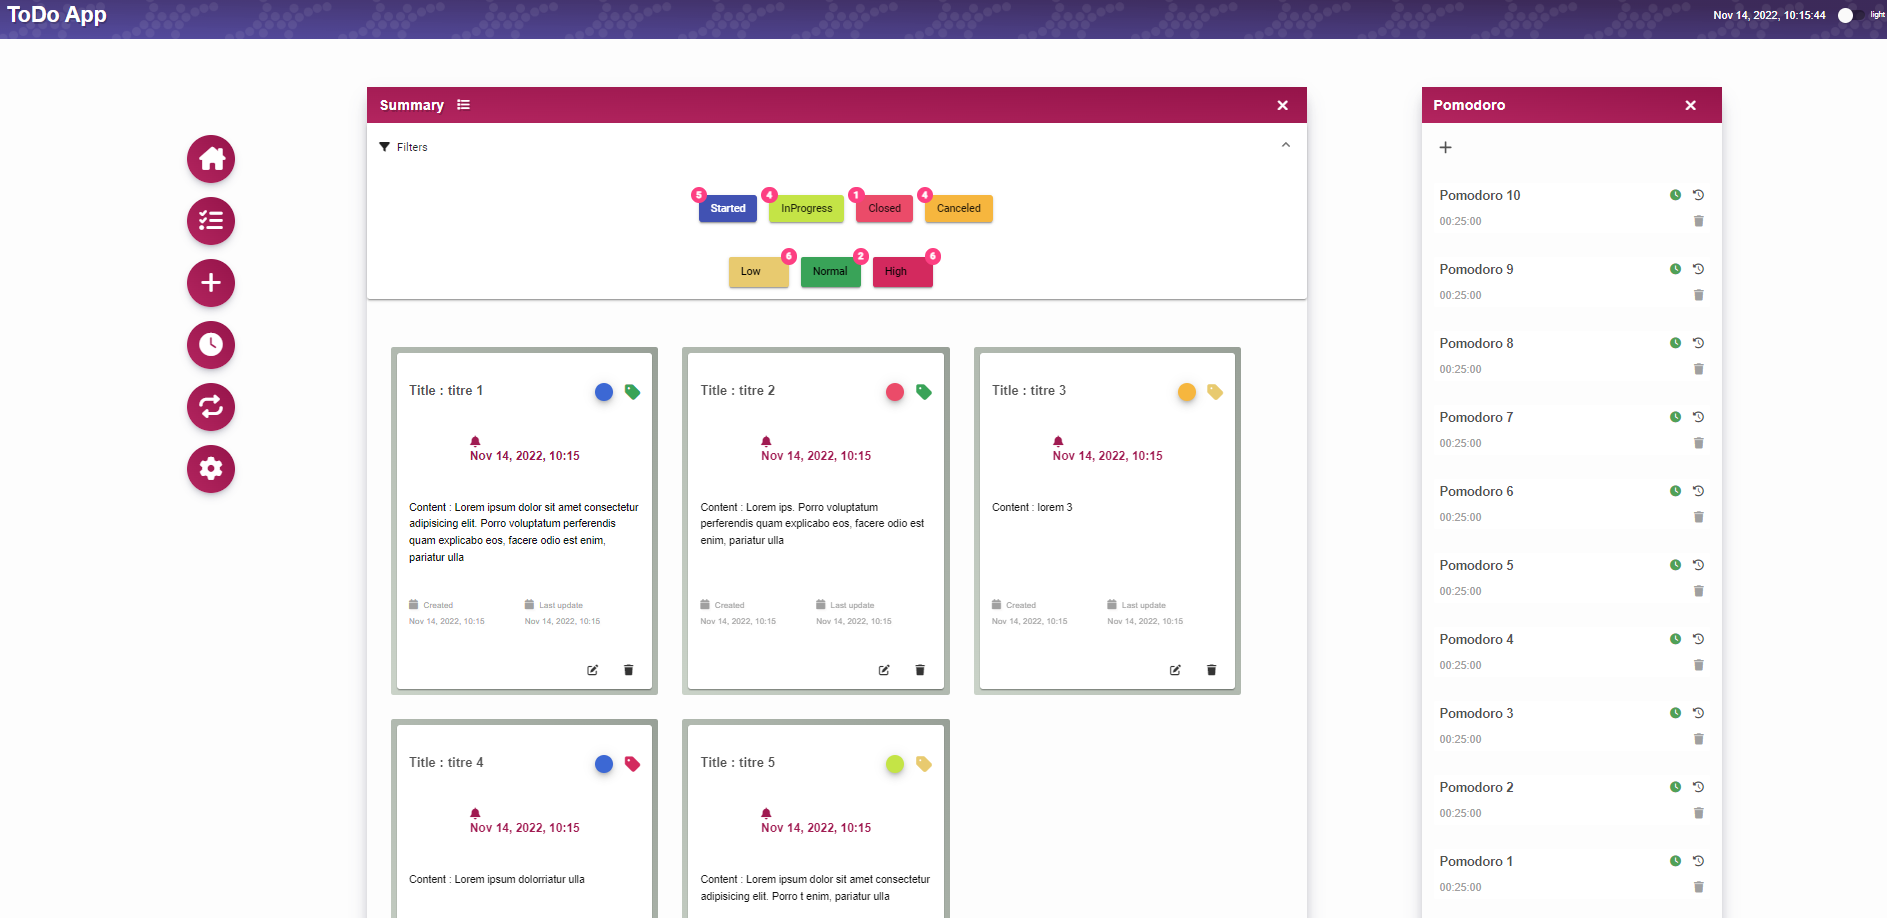 ToDo App
Nov 14, 2022, 10:15:44
light
Summary
Filters
5
Started
4
InProgress
1
Closed
4
Canceled
Low
6
Normal
2
High
6
Title : titre 1
Nov 14, 2022, 10:15
Content : Lorem ipsum dolor sit amet consectetur
adipisicing elit. Porro voluptatum perferendis
quam explicabo eos, facere odio est enim,
pariatur ulla
Created
Nov 14, 2022, 10:15
Last update
Nov 14, 2022, 10:15
Title : titre 2
Nov 14, 2022, 10:15
Content : Lorem ips. Porro voluptatum
perferendis quam explicabo eos, facere odio est
enim, pariatur ulla
Created
Nov 14, 2022, 10:15
Last update
Nov 14, 2022, 10:15
Title : titre 3
Nov 14, 2022, 10:15
Content : lorem 3
Created
Nov 14, 2022, 10:15
Last update
Nov 14, 2022, 10:15
Title : titre 4
Nov 14, 2022, 10:15
Content : Lorem ipsum dolorriatur ulla
Title : titre 5
Nov 14, 2022, 10:15
Content : Lorem ipsum dolor sit amet consectetur
adipisicing elit. Porro t enim, pariatur ulla
Pomodoro
Pomodoro 10
00:25:00
Pomodoro 9
00:25:00
Pomodoro 8
00:25:00
Pomodoro 7
00:25:00
Pomodoro 6
00:25:00
Pomodoro 5
00:25:00
Pomodoro 4
00:25:00
Pomodoro 3
00:25:00
Pomodoro 2
00:25:00
Pomodoro 1
00:25:00